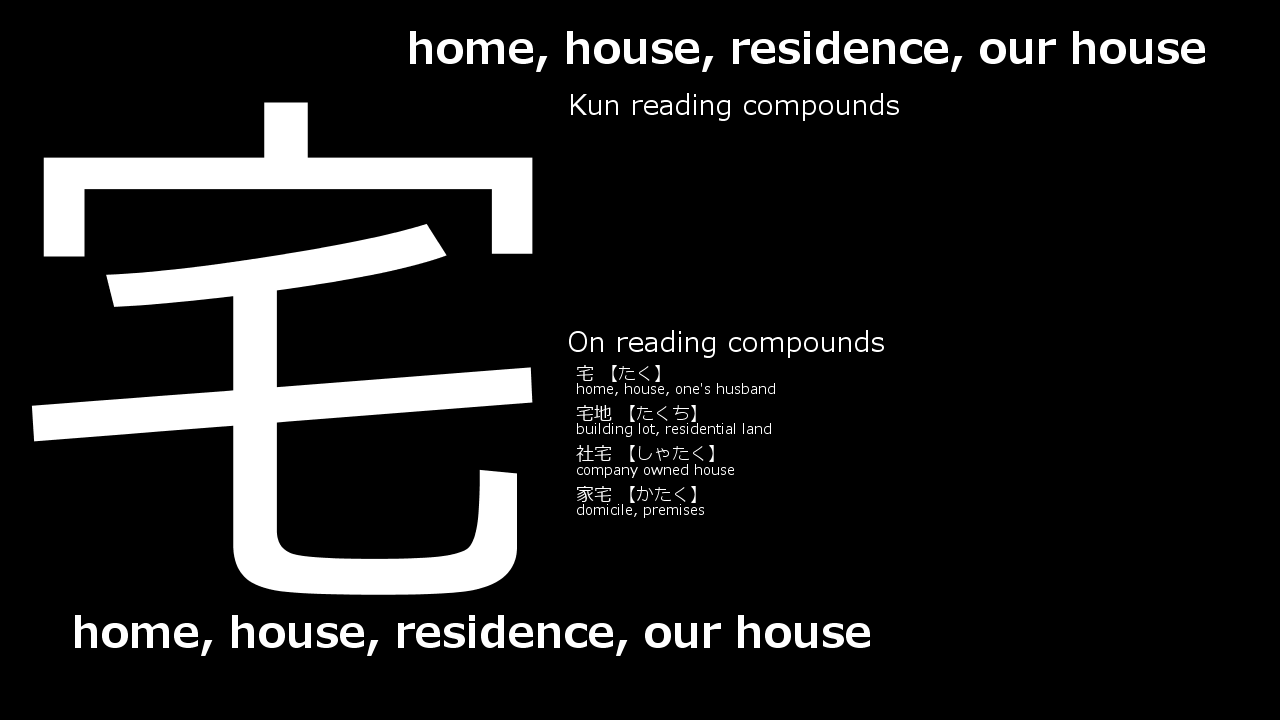 home, house, residence, our house
宅
Kun reading compounds
On reading compounds
宅 【たく】
home, house, one's husband
宅地 【たくち】
building lot, residential land
社宅 【しゃたく】
company owned house
家宅 【かたく】
domicile, premises
home, house, residence, our house